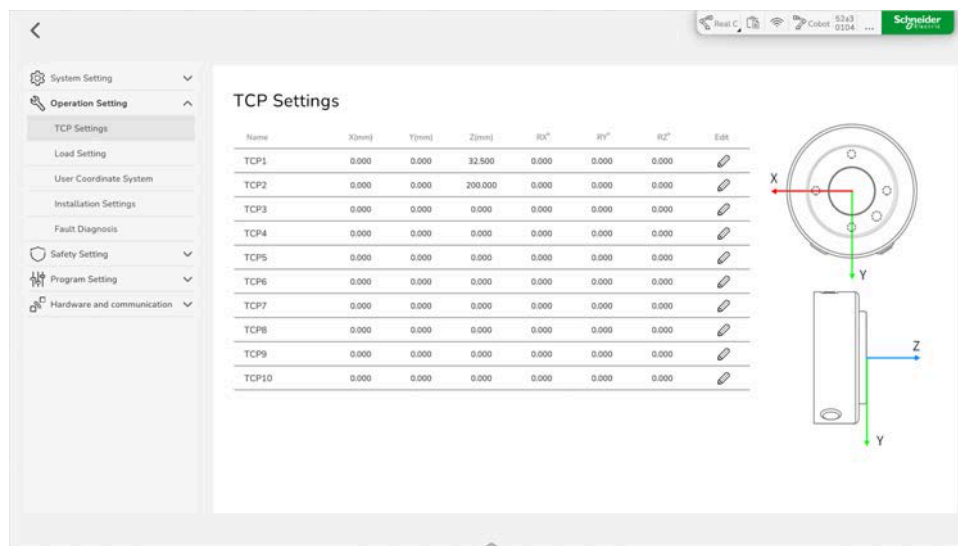 Real C
Cobot
52a3
0104
...
Schneider
Electric
System Setting
Operation Setting
TCP Settings
Load Setting
User Coordinate System
Installation Settings
Fault Diagnosis
Safety Setting
Program Setting
Hardware and communication
TCP Settings
Name X(mm) Y(mm) Z(mm) RX° RY° RZ° Edit
TCP1 0.000 0.000 32.500 0.000 0.000 0.000
TCP2 0.000 0.000 200.000 0.000 0.000 0.000
TCP3 0.000 0.000 0.000 0.000 0.000 0.000
TCP4 0.000 0.000 0.000 0.000 0.000 0.000
TCP5 0.000 0.000 0.000 0.000 0.000 0.000
TCP6 0.000 0.000 0.000 0.000 0.000 0.000
TCP7 0.000 0.000 0.000 0.000 0.000 0.000
TCP8 0.000 0.000 0.000 0.000 0.000 0.000
TCP9 0.000 0.000 0.000 0.000 0.000 0.000
TCP10 0.000 0.000 0.000 0.000 0.000 0.000
X
Y
Z
Y